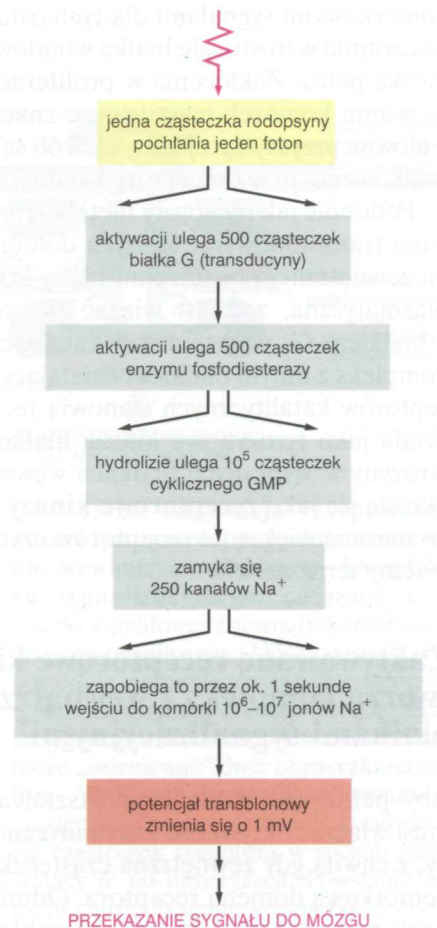 jedna cząsteczka rodopsyny
pochłania jeden foton
aktywacji ulega 500 cząsteczek
białka G (transducyny)
aktywacji ulega 500 cząsteczek
enzymu fosfodiesterazy
hydrolizie ulega 10⁵ cząsteczek
cyklicznego GMP
zamyka się
250 kanałów Na⁺
zapobiega to przez ok. 1 sekundę
wejściu do komórki 10⁶–10⁷ jonów Na⁺
potencjał transbłonowy
zmienia się o 1 mV
PRZEKAZANIE SYGNAŁU DO MÓZGU